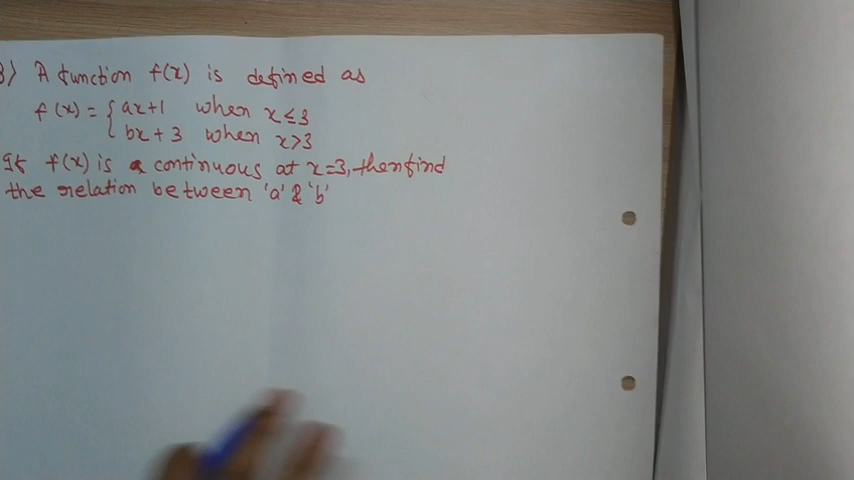 3) A function f(x) is defined as
f(x) = { ax+1 when x ≤ 3
bx + 3 when x > 3
If f(x) is a continuous at x=3, then find
the relation between 'a' & 'b'